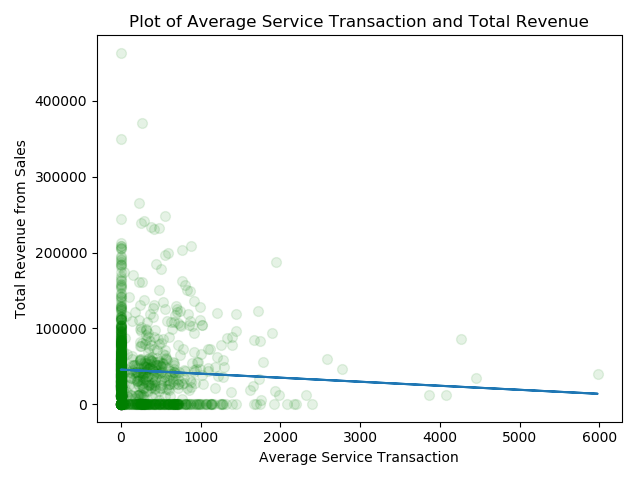 Plot of Average Service Transaction and Total Revenue
400000
300000
200000
100000
0
Total Revenue from Sales
0 1000 2000 3000 4000 5000 6000
Average Service Transaction